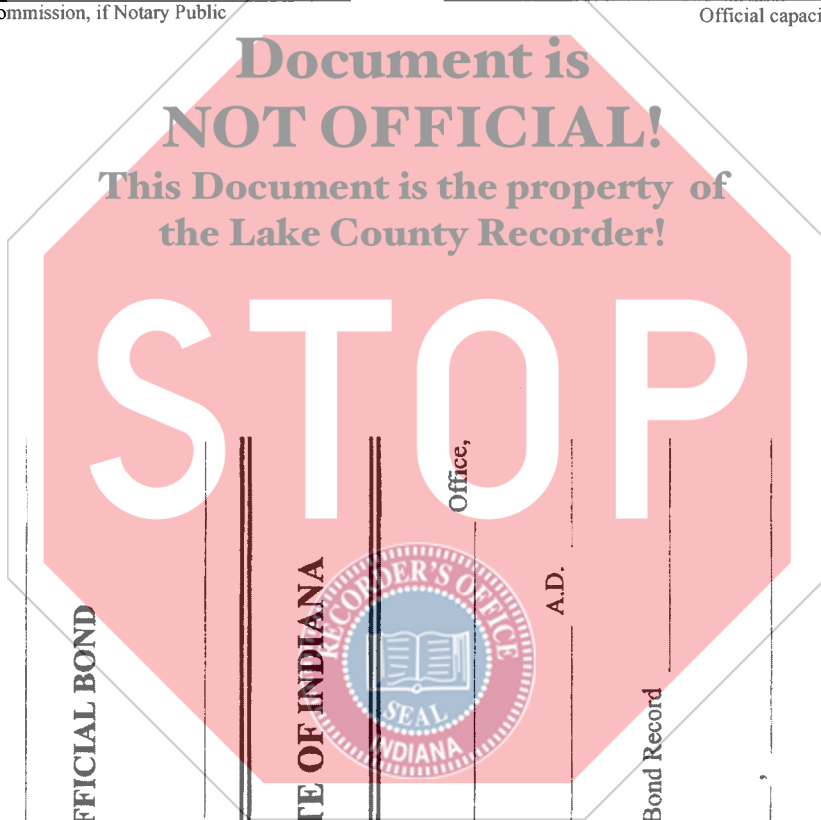 ommission, if Notary Public
Official capaci
Document is
NOT OFFICIAL!
This Document is the property of
the Lake County Recorder!
STOP
FFICIAL BOND
TE OF INDIANA
Office,
A.D.
Bond Record
,
RECORDER'S OFFICE
SEAL
INDIANA